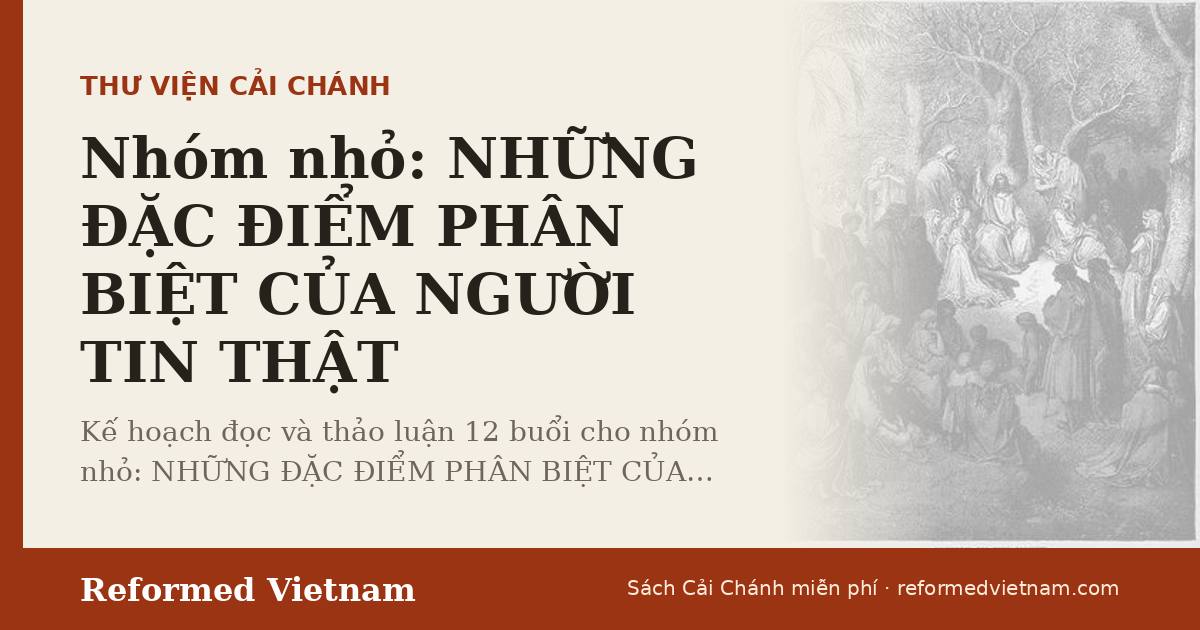 THƯ VIỆN CẢI CHÁNH
Nhóm nhỏ: NHỮNG
ĐẶC ĐIỂM PHÂN
BIỆT CỦA NGƯỜI
TIN THẬT
Kế hoạch đọc và thảo luận 12 buổi cho nhóm
nhỏ: NHỮNG ĐẶC ĐIỂM PHÂN BIỆT CỦA...
Reformed Vietnam
Sách Cải Chánh miễn phí · reformedvietnam.com